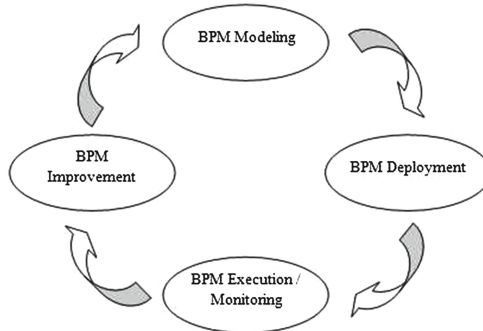 BPM Modeling
BPM
Improvement
BPM Deployment
BPM Execution /
Monitoring